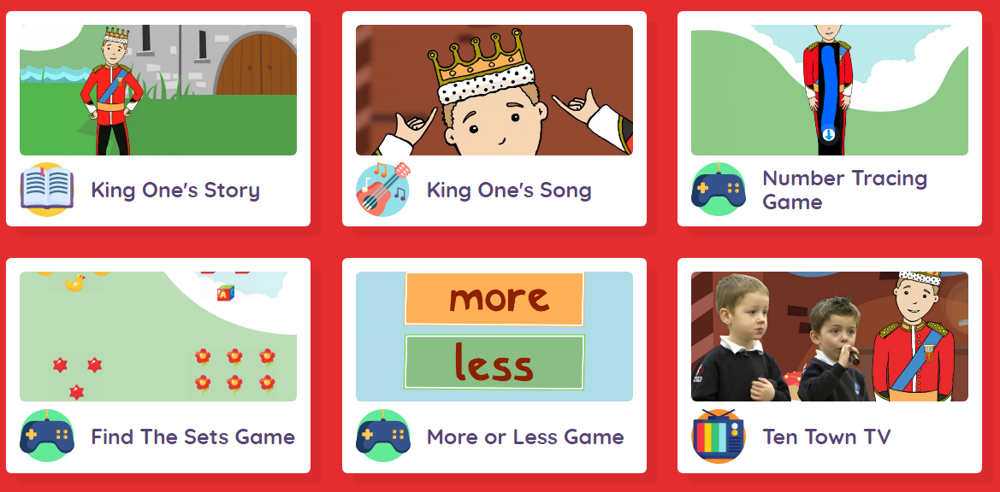 King One's Story
King One's Song
Number Tracing
Game
A
more
less
Find The Sets Game
More or Less Game
Ten Town TV